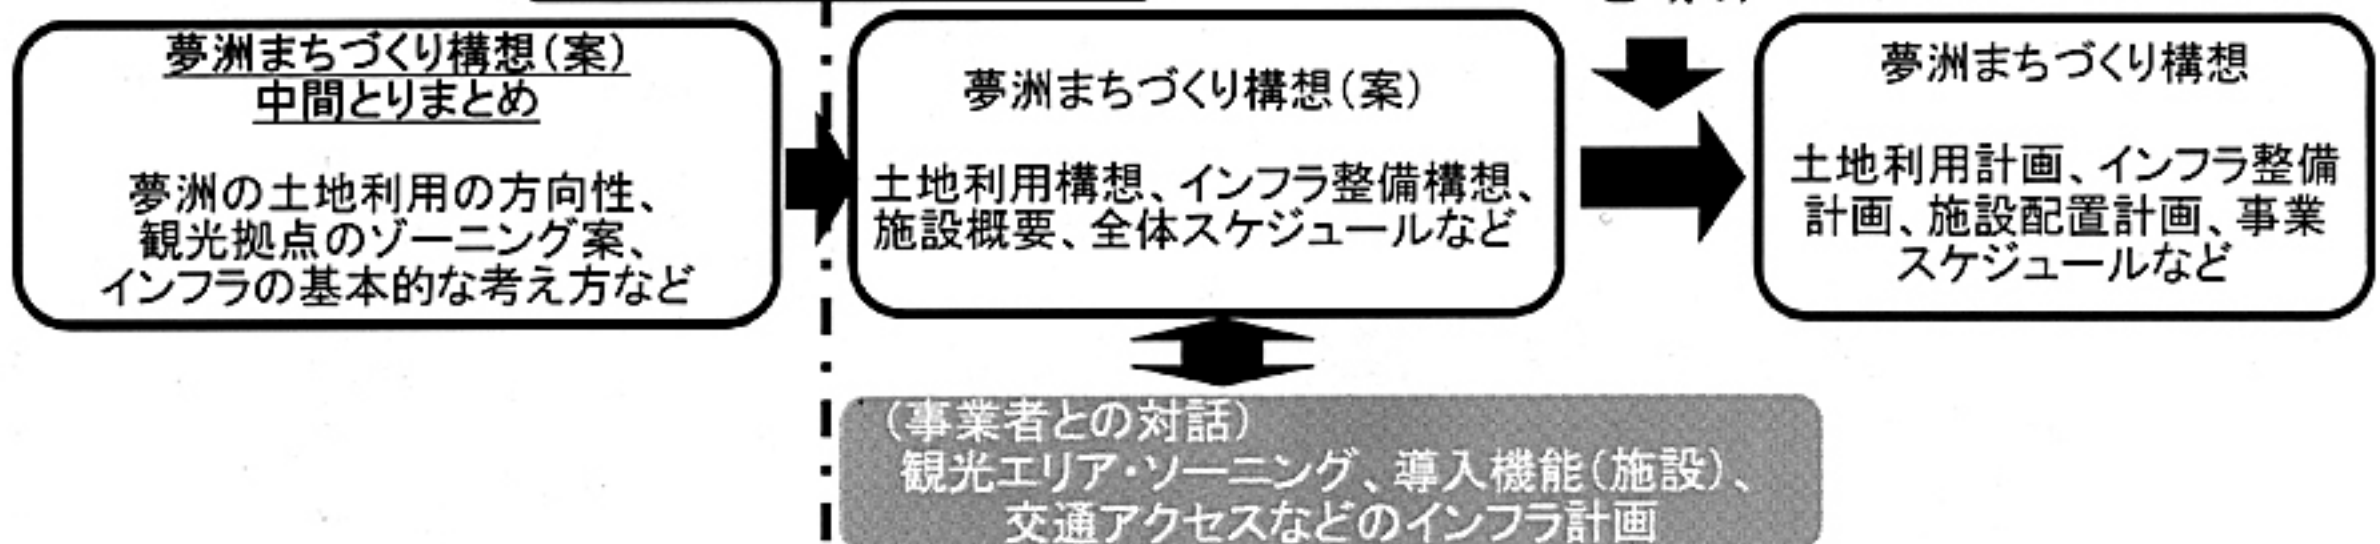 夢洲まちづくり構想(案)
中間とりまとめ
夢洲の土地利用の方向性、
観光拠点のゾーニング案、
インフラの基本的な考え方など
夢洲まちづくり構想(案)
土地利用構想、インフラ整備構想、
施設概要、全体スケジュールなど
夢洲まちづくり構想
土地利用計画、インフラ整備
計画、施設配置計画、事業
スケジュールなど
(事業者との対話)
観光エリア・ソーニング、導入機能(施設)、
交通アクセスなどのインフラ計画